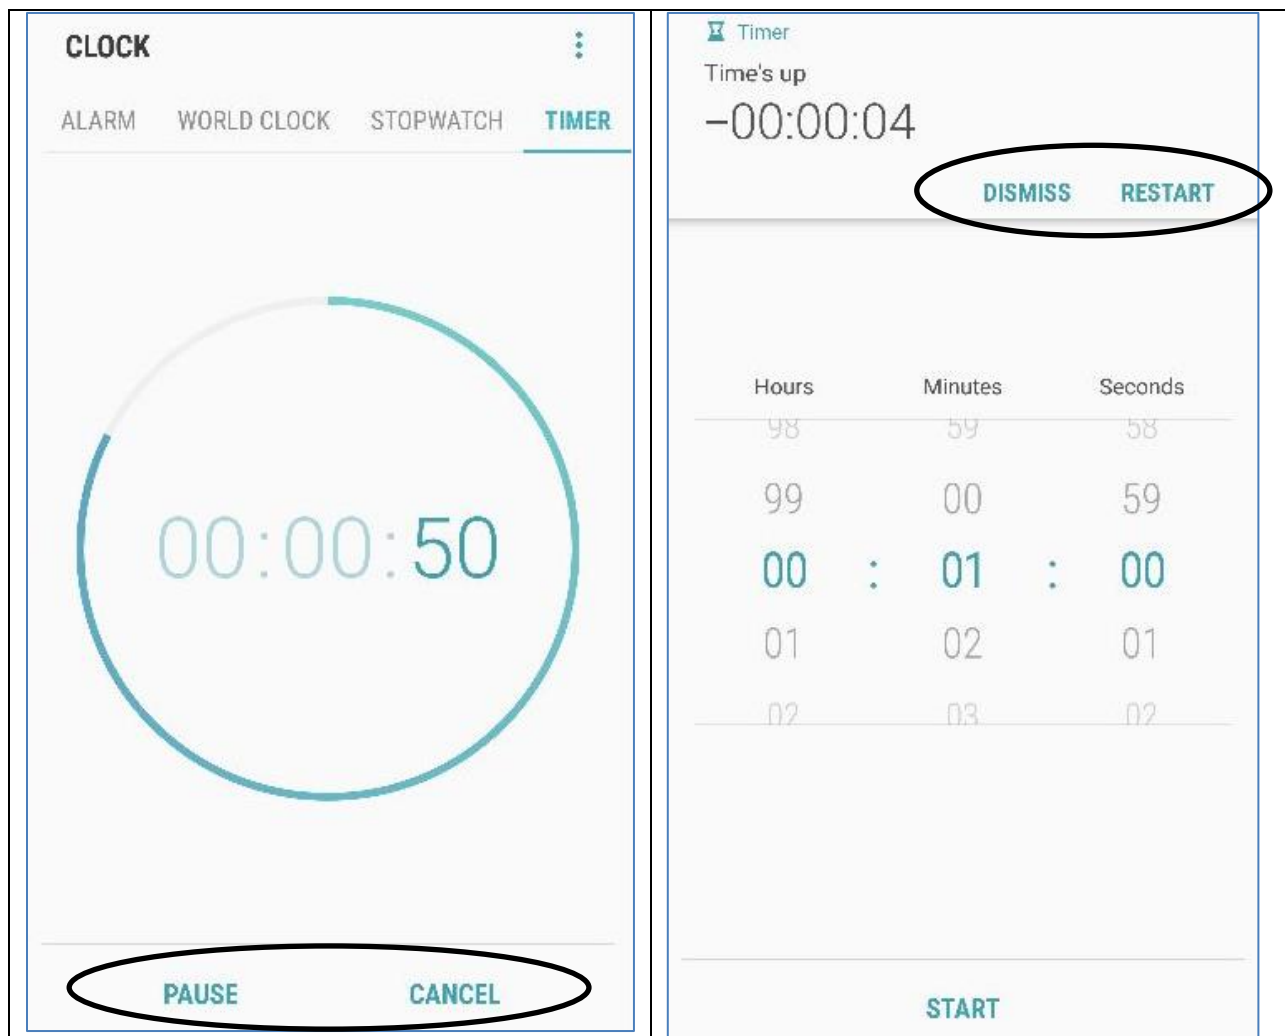 CLOCK
ALARM WORLD CLOCK STOPWATCH TIMER
00:00:50
PAUSE CANCEL
Timer
Time's up
−00:00:04
DISMISS RESTART
Hours Minutes Seconds
98 59 58
99 00 59
00 : 01 : 00
01 02 01
02 03 02
START